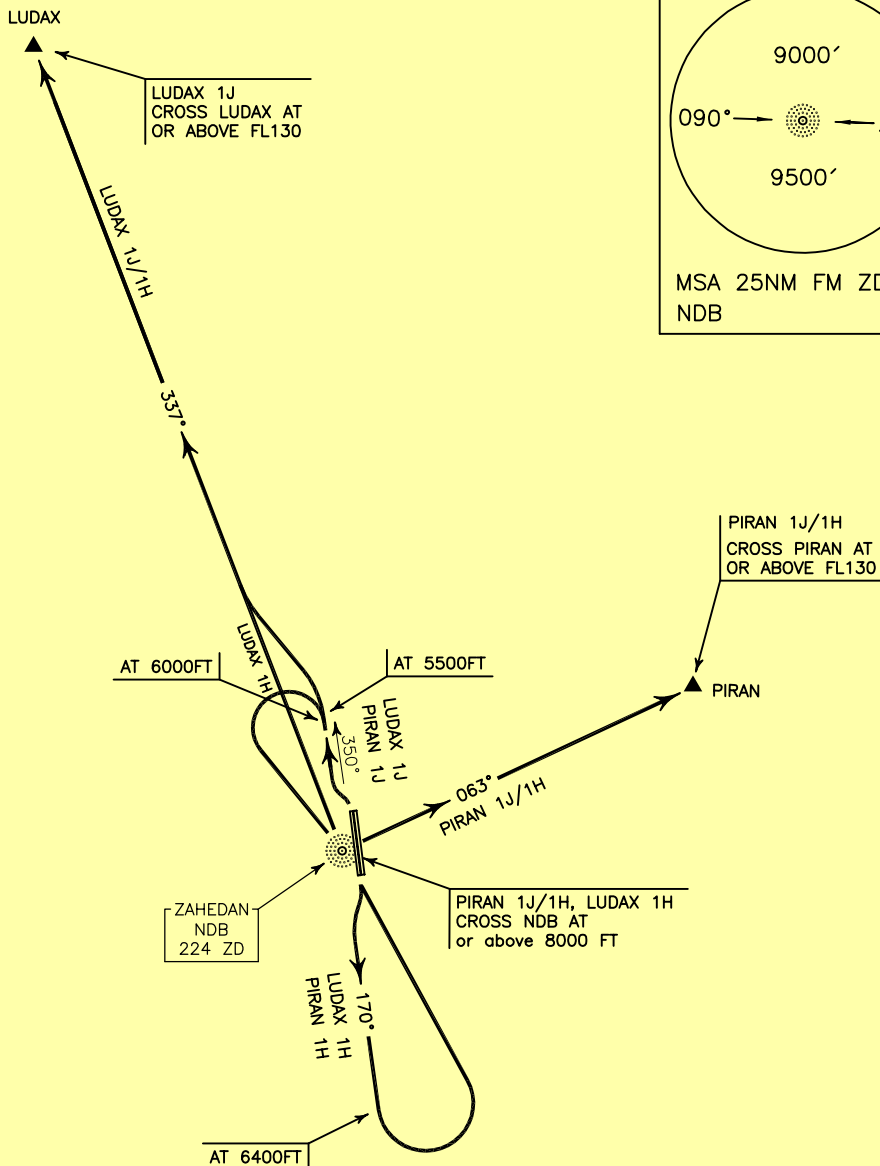 LUDAX
LUDAX 1J
CROSS LUDAX AT
OR ABOVE FL130
9000′
090°
9500′
MSA 25NM FM ZD
NDB
LUDAX 1J/1H
337°
PIRAN 1J/1H
CROSS PIRAN AT
OR ABOVE FL130
LUDAX 1H
AT 6000FT
AT 5500FT
PIRAN
LUDAX 1J
PIRAN 1J
350°
063°
PIRAN 1J/1H
ZAHEDAN
NDB
224 ZD
PIRAN 1J/1H, LUDAX 1H
CROSS NDB AT
or above 8000 FT
170°
LUDAX 1H
PIRAN 1H
AT 6400FT